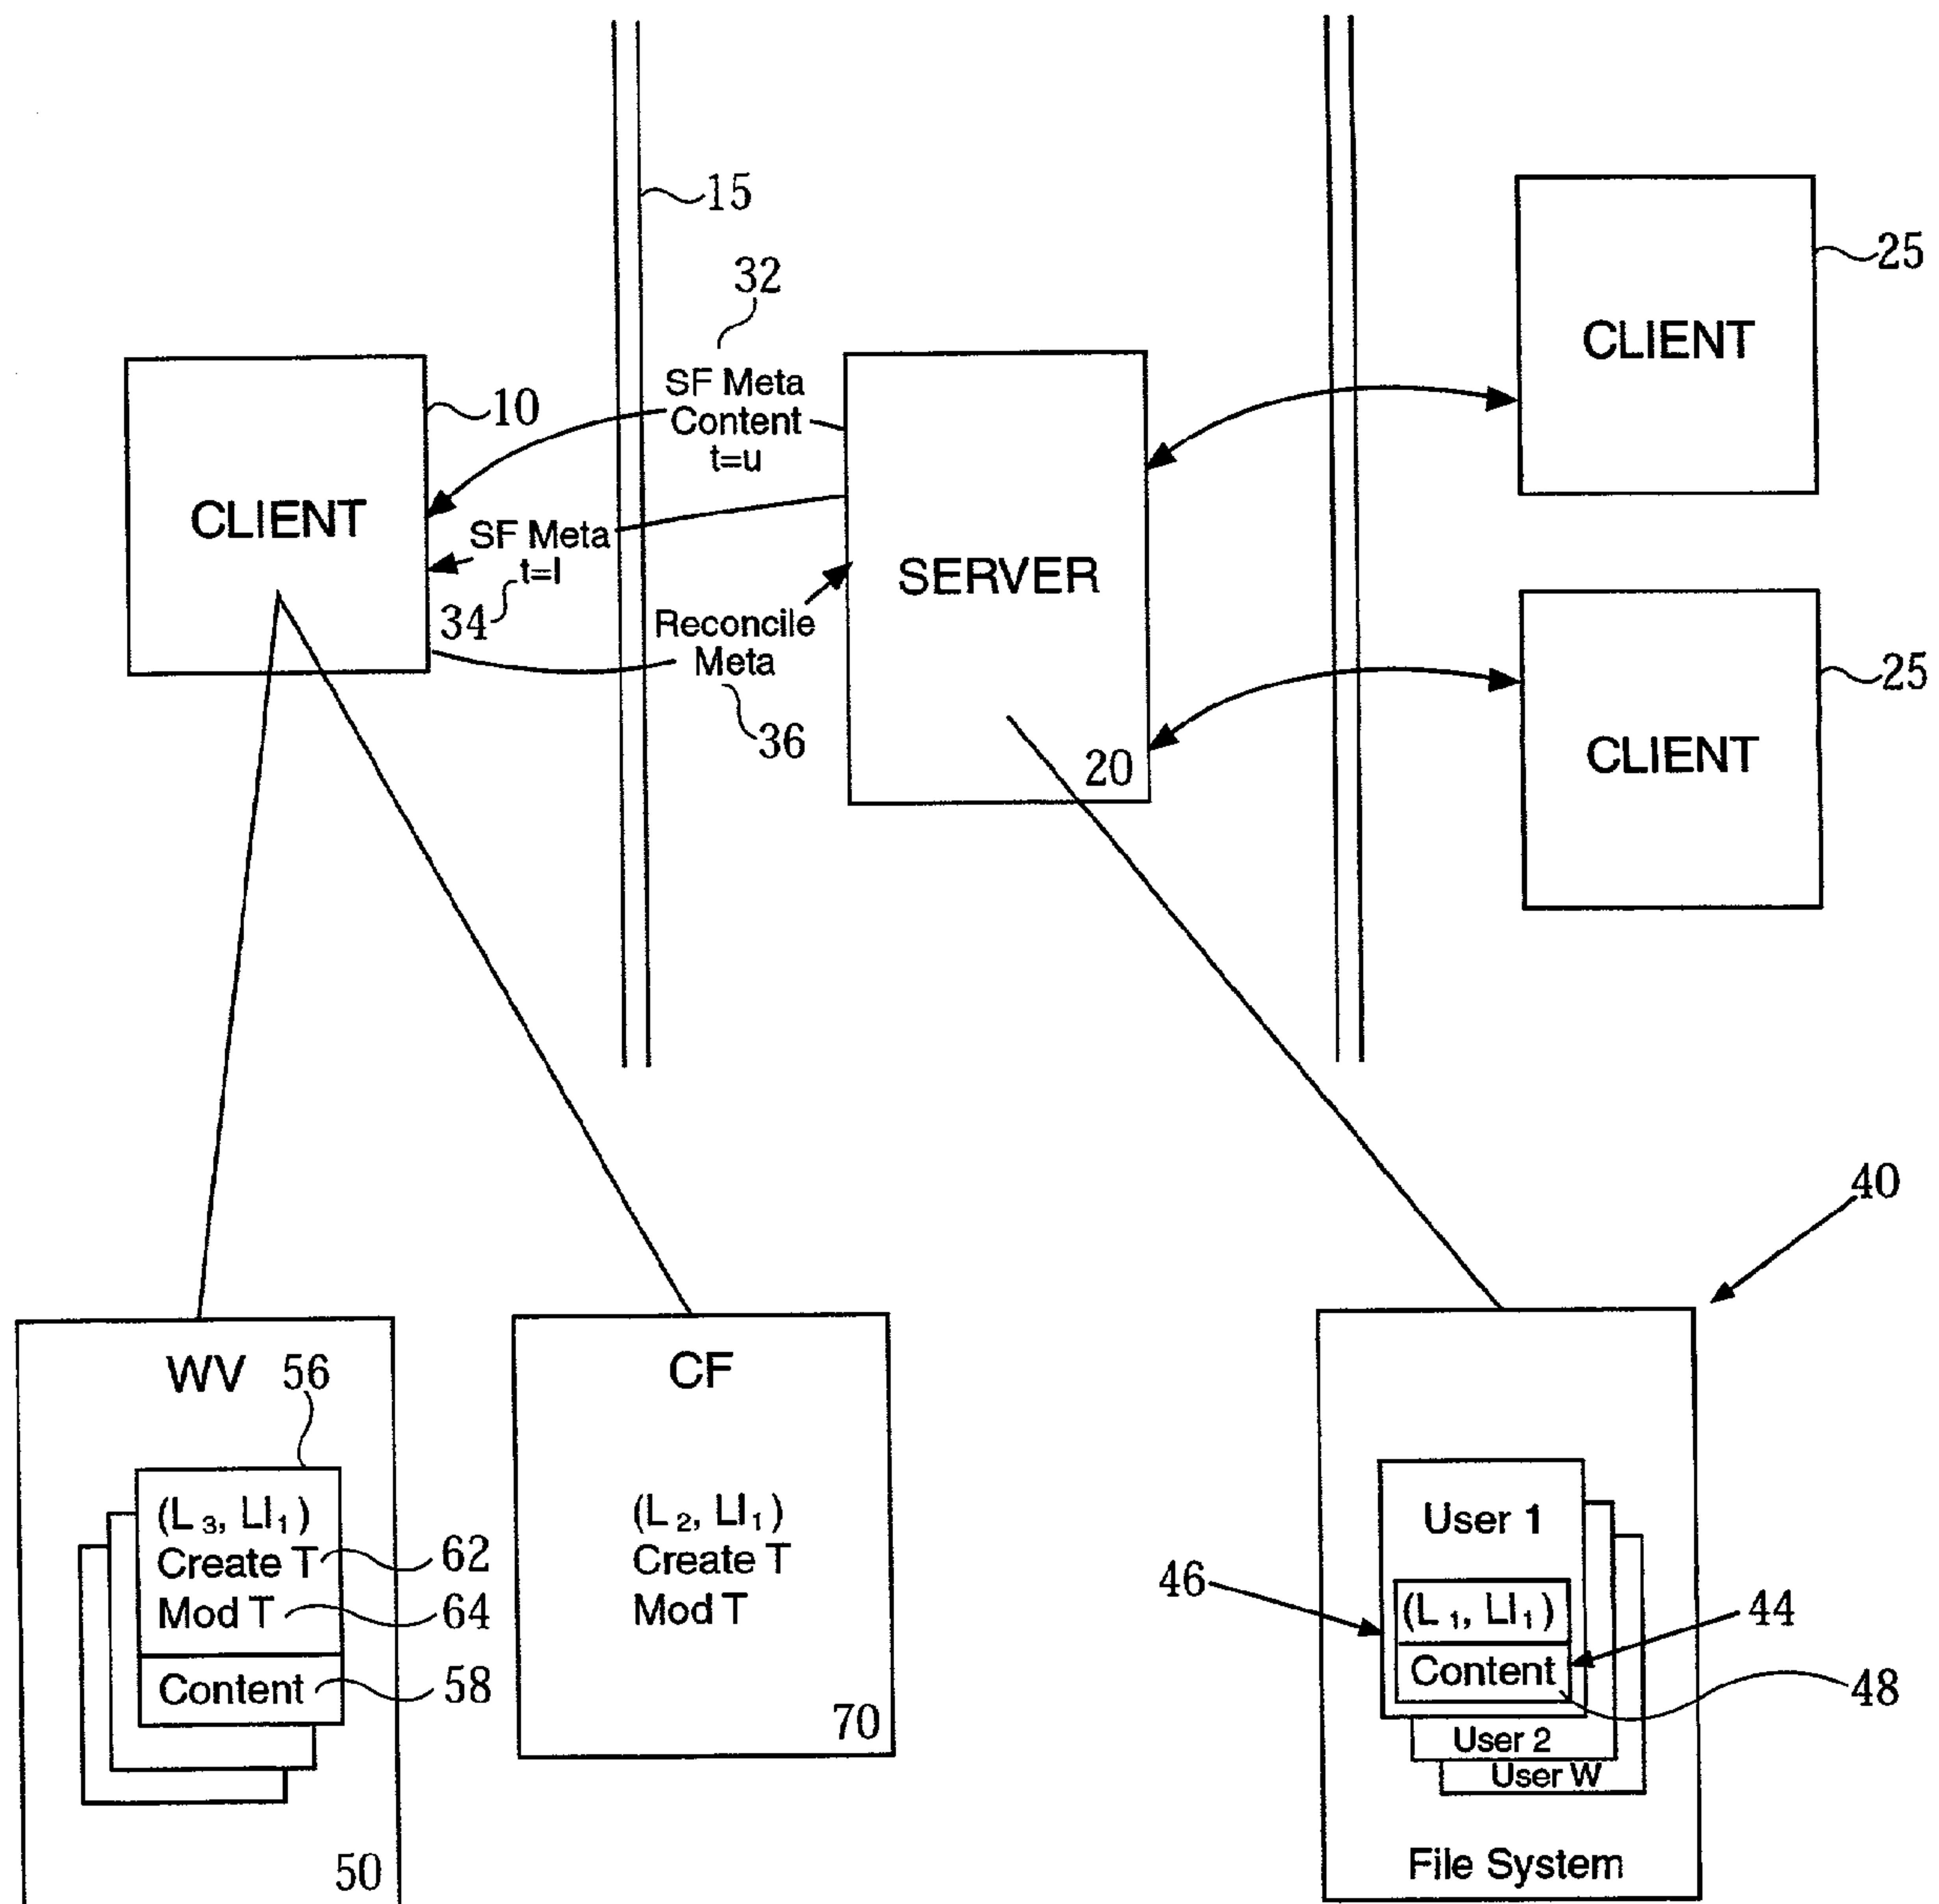 15
32
25
CLIENT
SF Meta
Content
t=u
10
CLIENT
SF Meta
t=l
34
SERVER
Reconcile
Meta
36
20
25
CLIENT
40
WV
56
CF
(L3, LI1)
Create T
62
Mod T
64
Content
58
50
(L2, LI1)
Create T
Mod T
70
User 1
46
(L1, LI1)
44
Content
48
User 2
User W
File System